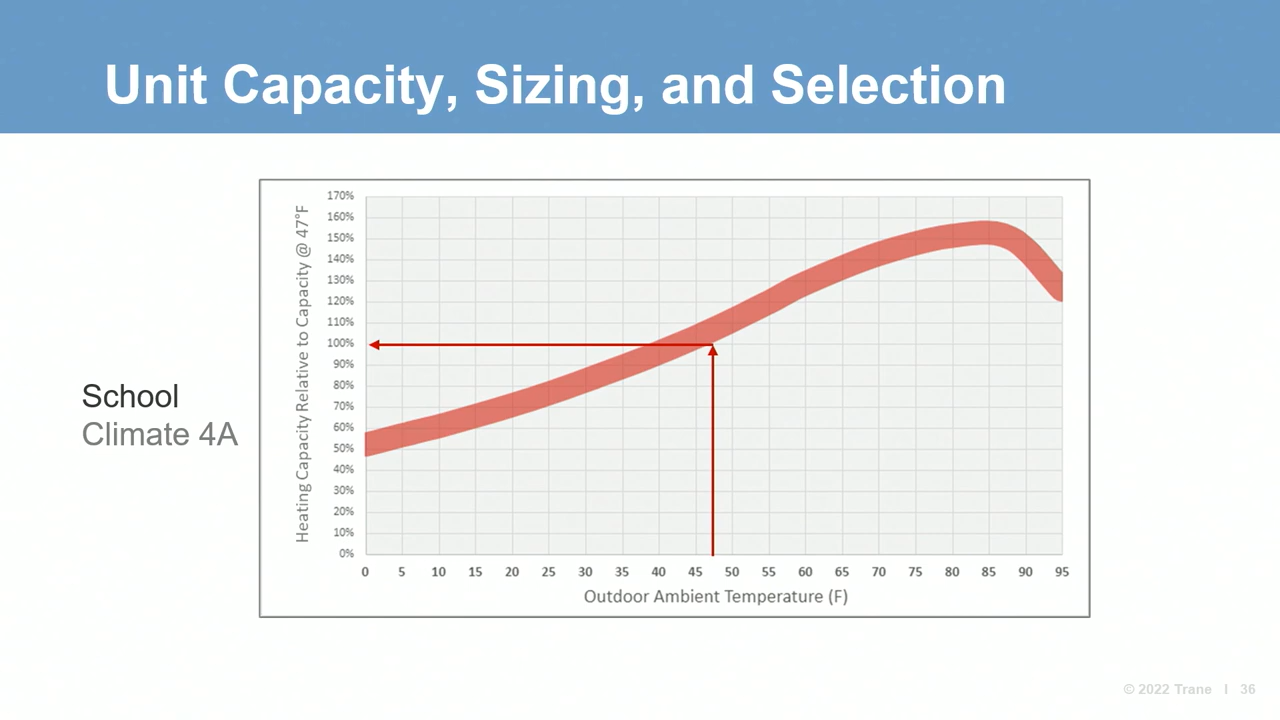 Unit Capacity, Sizing, and Selection
School
Climate 4A
Heating Capacity Relative to Capacity @ 47°F
170%
160%
150%
140%
130%
120%
110%
100%
90%
80%
70%
60%
50%
40%
30%
20%
10%
0%
0 5 10 15 20 25 30 35 40 45 50 55 60 65 70 75 80 85 90 95
Outdoor Ambient Temperature (F)
© 2022 Trane I 36